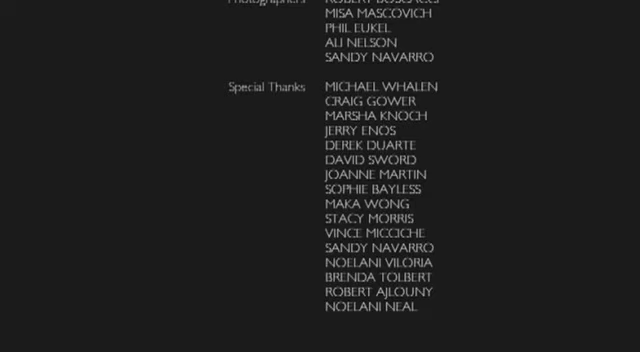 Photographers
MISA MASCOVICH
PHIL EUKEL
ALI NELSON
SANDY NAVARRO
Special Thanks MICHAEL WHALEN
CRAIG GOWER
MARSHA KNOCH
JERRY ENOS
DEREK DUARTE
DAVID SWORD
JOANNE MARTIN
SOPHIE BAYLESS
MAKA WONG
STACY MORRIS
VINCE MICCICHE
SANDY NAVARRO
NOELANI VILORIA
BRENDA TOLBERT
ROBERT AJLOUNY
NOELANI NEAL